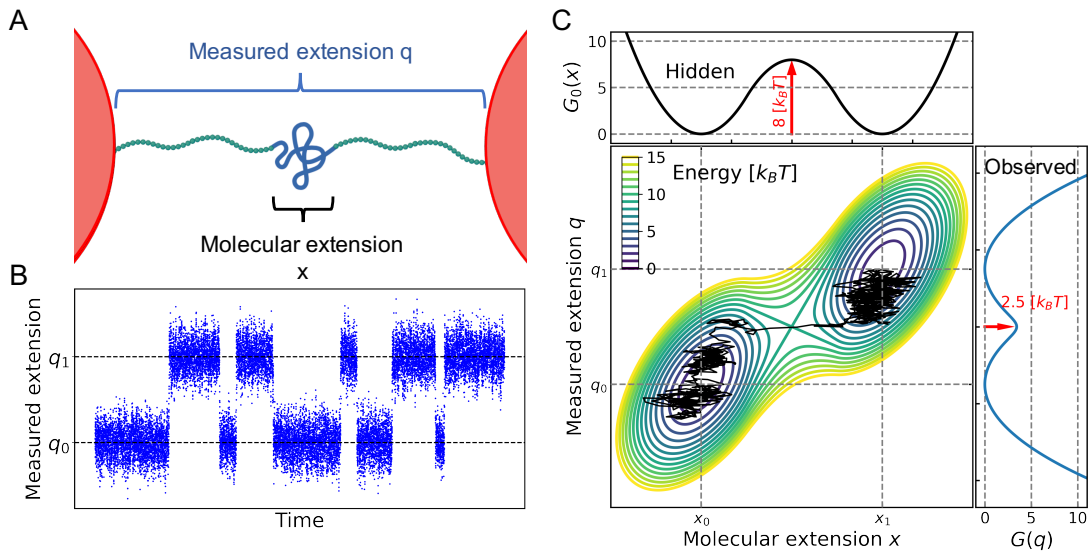 A
Measured extension q
Molecular extension
x
B
Measured extension
q1
q0
Time
C
10
5
0
G0(x)
Hidden
8 [kBT]
15
10
5
0
Energy [kBT]
Measured extension q
q1
q0
x0
x1
Molecular extension x
Observed
2.5 [kBT]
0
5
10
G(q)